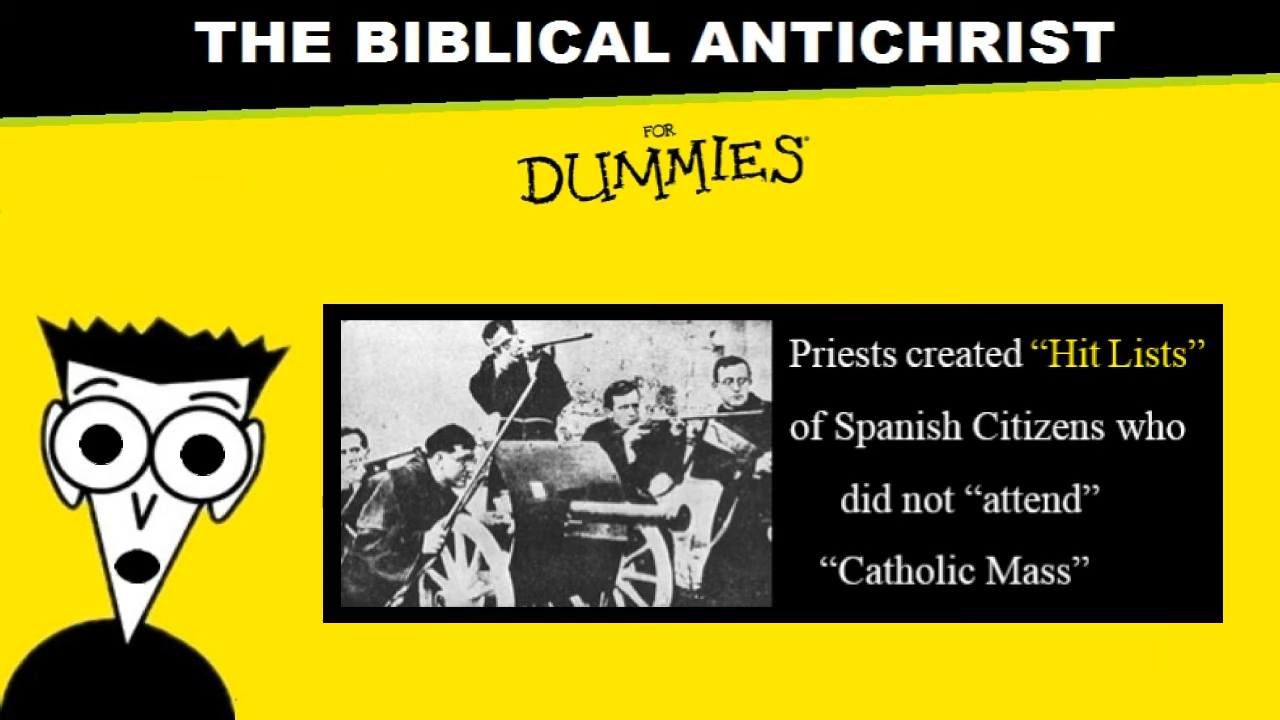 THE BIBLICAL ANTICHRIST
FOR
DUMMIES®
Priests created “Hit Lists”
of Spanish Citizens who
did not “attend”
“Catholic Mass”